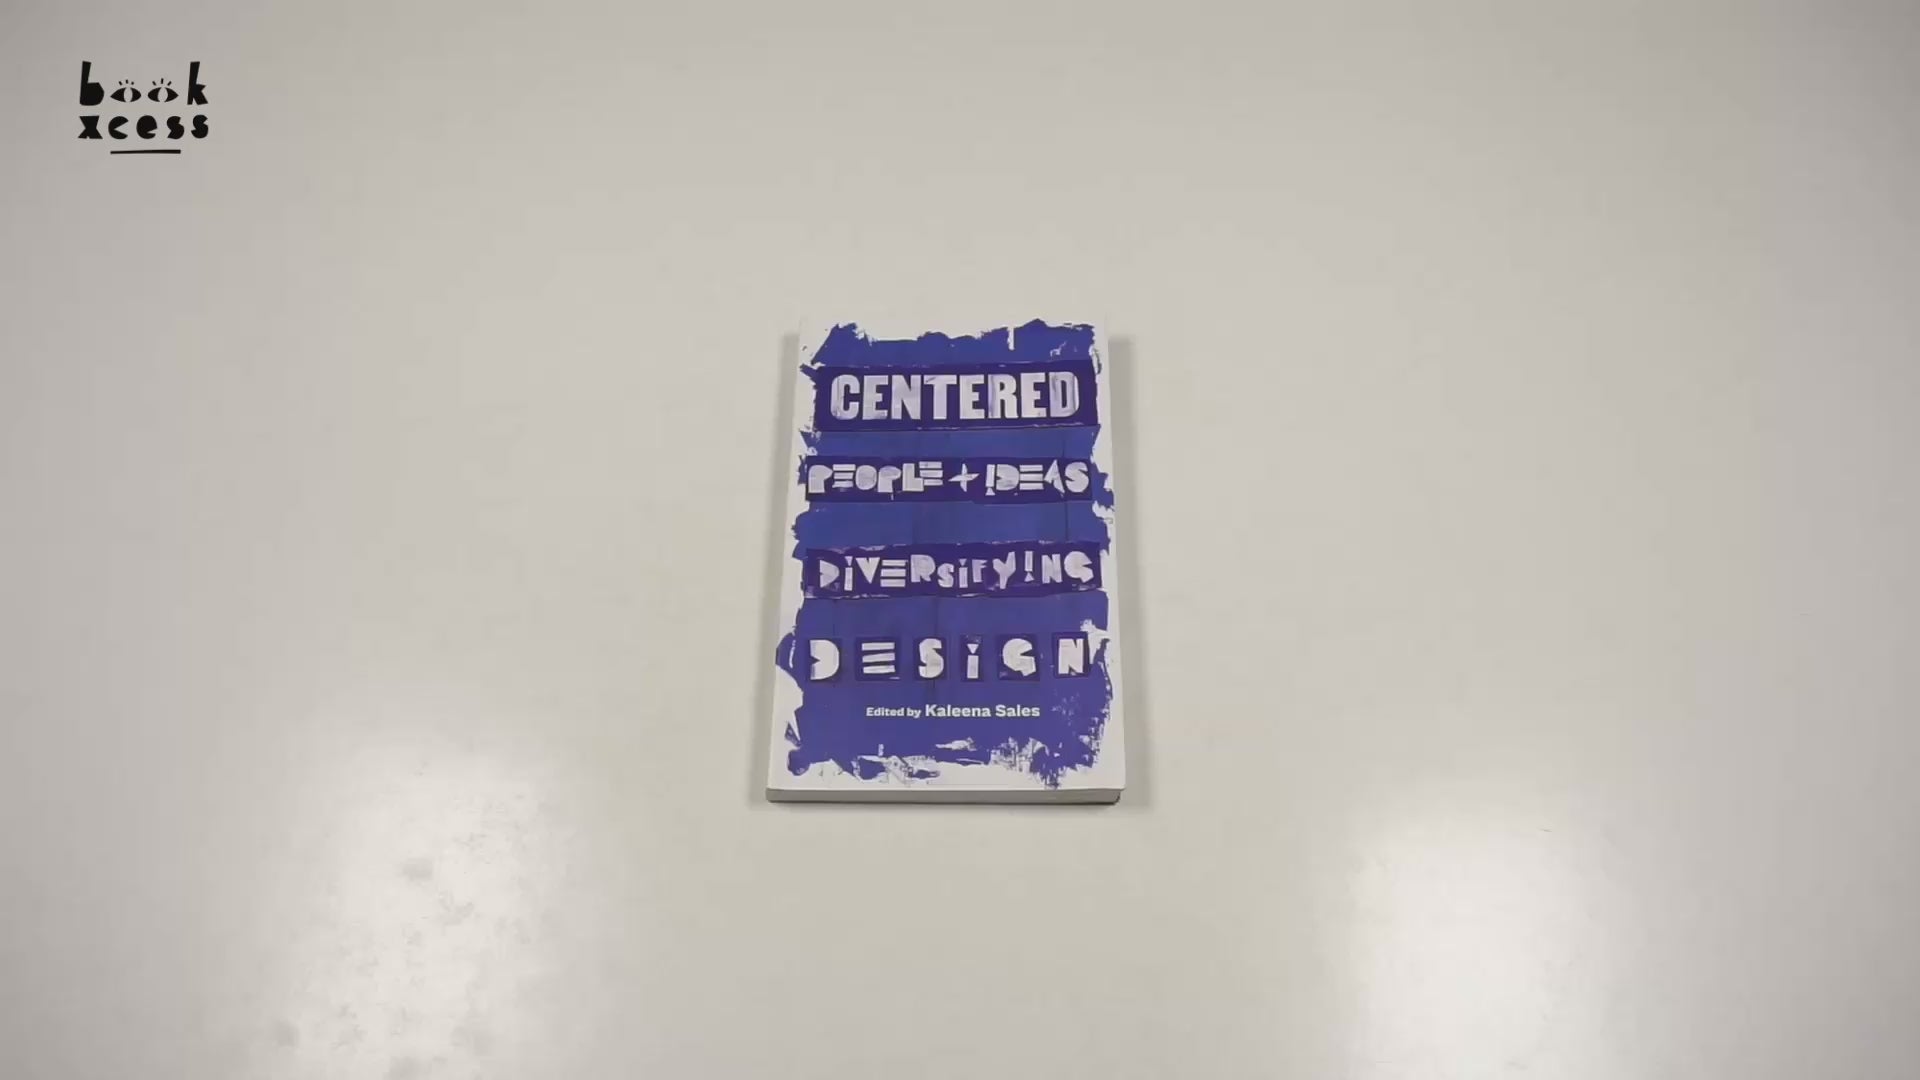 book
xcess
CENTERED
PEOPLE + IDEAS
DIVERSIFYING
DESIGN
Edited by Kaleena Sales